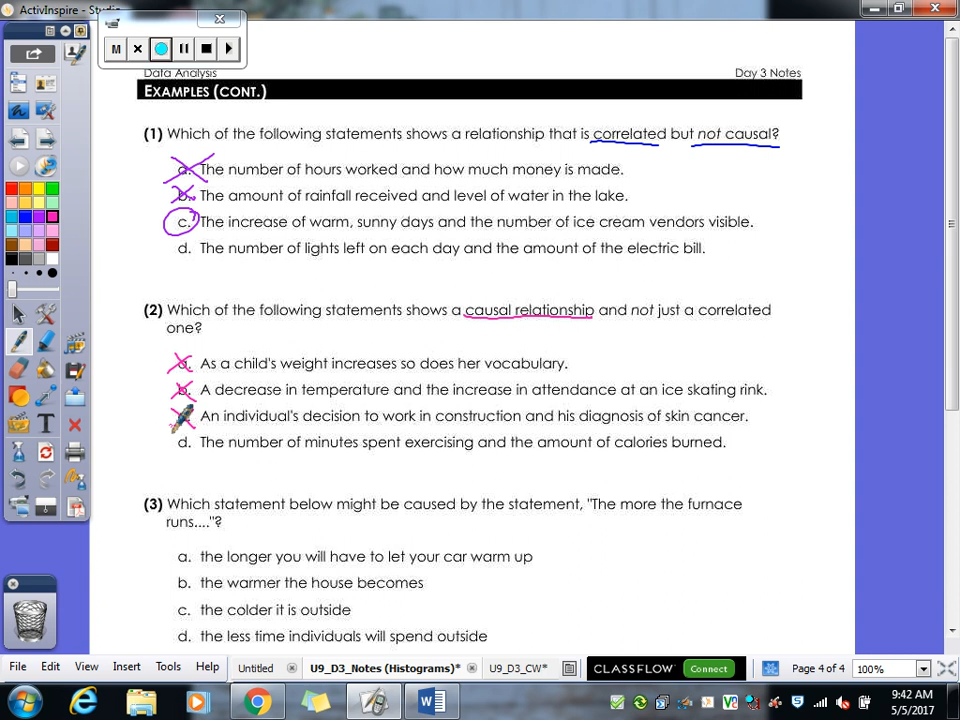 ActivInspire - Studio
M
Data Analysis
Day 3 Notes
EXAMPLES (CONT.)
(1) Which of the following statements shows a relationship that is correlated but not causal?
a. The number of hours worked and how much money is made.
b. The amount of rainfall received and level of water in the lake.
c. The increase of warm, sunny days and the number of ice cream vendors visible.
d. The number of lights left on each day and the amount of the electric bill.
(2) Which of the following statements shows a causal relationship and not just a correlated
one?
a. As a child's weight increases so does her vocabulary.
b. A decrease in temperature and the increase in attendance at an ice skating rink.
An individual's decision to work in construction and his diagnosis of skin cancer.
d. The number of minutes spent exercising and the amount of calories burned.
(3) Which statement below might be caused by the statement, "The more the furnace
runs...."?
a. the longer you will have to let your car warm up
b. the warmer the house becomes
c. the colder it is outside
d. the less time individuals will spend outside
File Edit View Insert Tools Help
Untitled
U9_D3_Notes (Histograms)*
U9_D3_CW*
CLASSFLOW
Connect
Page 4 of 4
100%
9:42 AM
5/5/2017